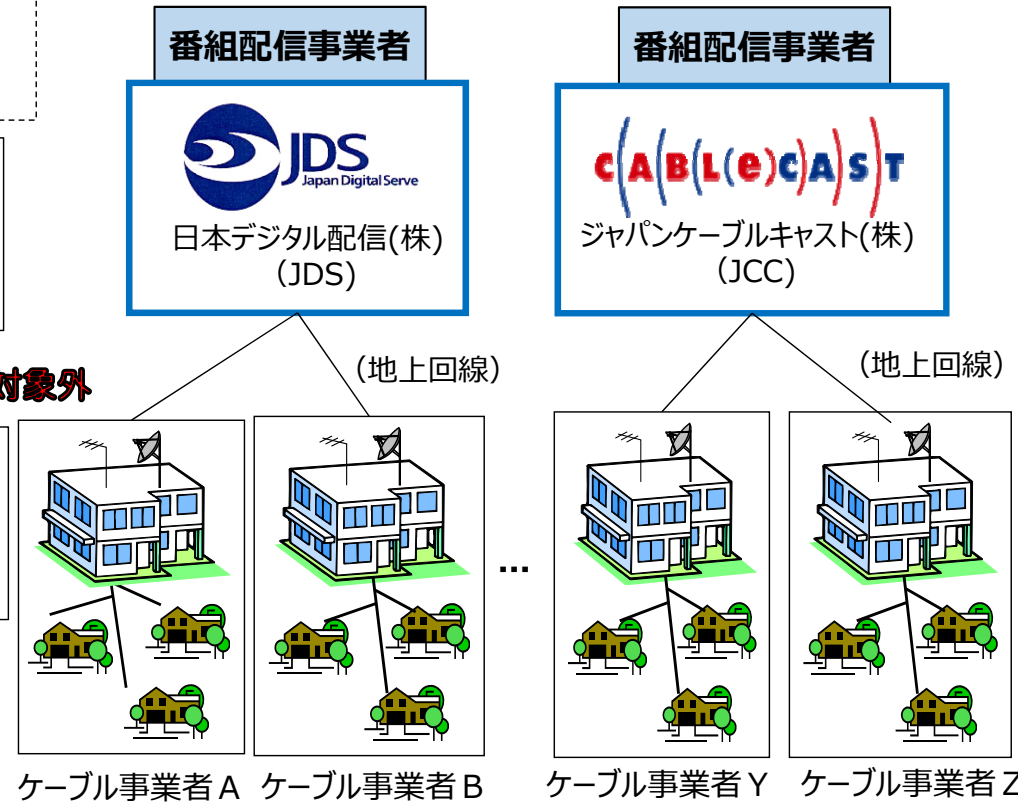 番組配信事業者
番組配信事業者
JDS
Japan Digital Serve
日本デジタル配信(株)
(JDS)
CABL(e)CAST
ジャパンケーブルキャスト(株)
(JCC)
(地上回線)
(地上回線)
対象外
...
ケーブル事業者A
ケーブル事業者B
ケーブル事業者Y
ケーブル事業者Z